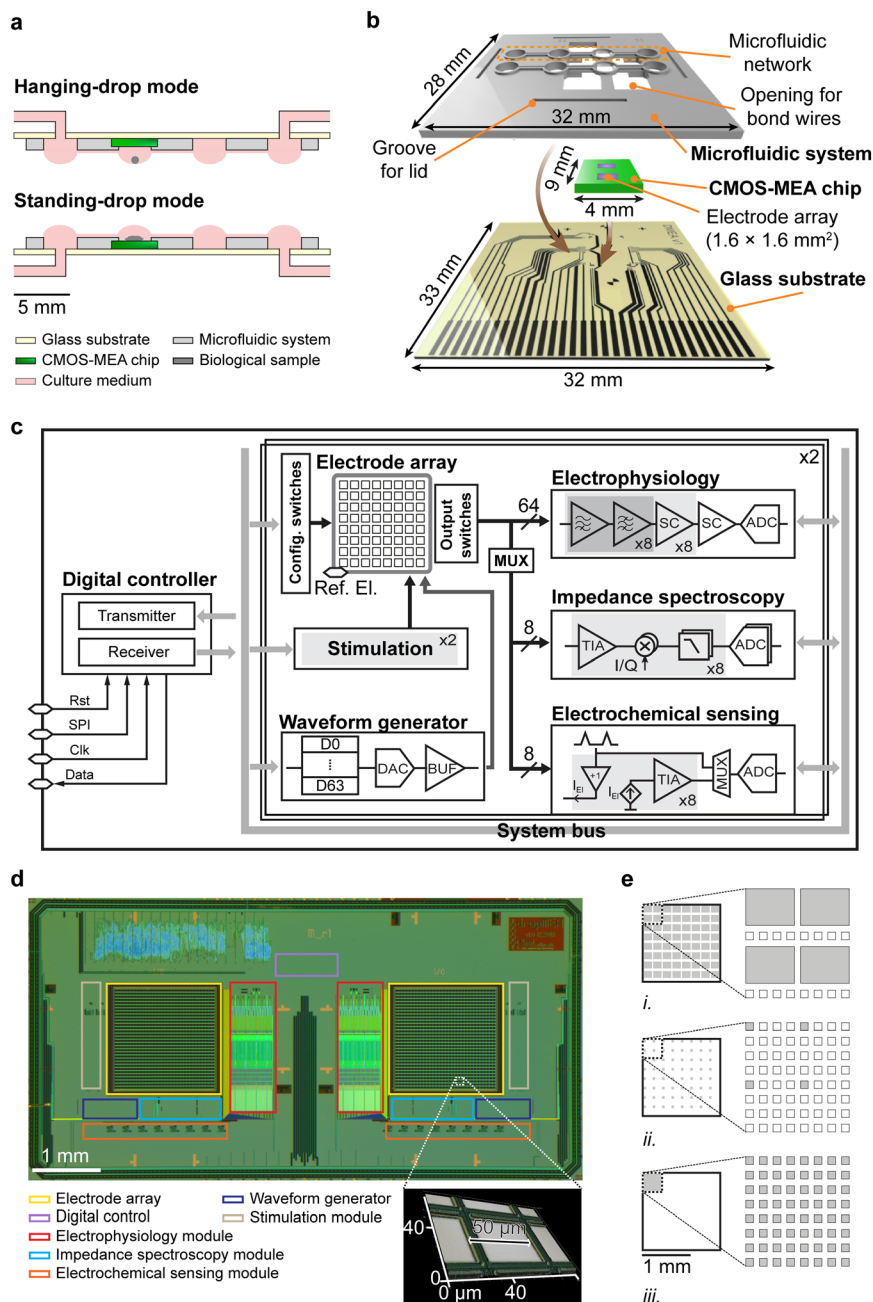 a
Hanging-drop mode
Standing-drop mode
5 mm
Glass substrate
CMOS-MEA chip
Culture medium
Microfluidic system
Biological sample
b
28 mm
32 mm
Microfluidic
network
Opening for
bond wires
Groove
for lid
Microfluidic system
9 mm
CMOS-MEA chip
4 mm
Electrode array
(1.6 × 1.6 mm²)
Glass substrate
33 mm
32 mm
c
x2
Config. switches
Electrode array
Output
switches
Ref. El.
64
MUX
8
8
Electrophysiology
SC
SC
ADC
x8
x8
Digital controller
Transmitter
Receiver
Rst
SPI
Clk
Data
Stimulation
x2
Impedance spectroscopy
TIA
I/Q
x8
ADC
Waveform generator
D0
D63
DAC
BUF
Electrochemical sensing
+1
IEl
IEl
TIA
x8
MUX
ADC
System bus
d
1 mm
50 µm
40
0
0 µm
40
Electrode array
Digital control
Electrophysiology module
Impedance spectroscopy module
Electrochemical sensing module
Waveform generator
Stimulation module
e
i.
ii.
1 mm
iii.